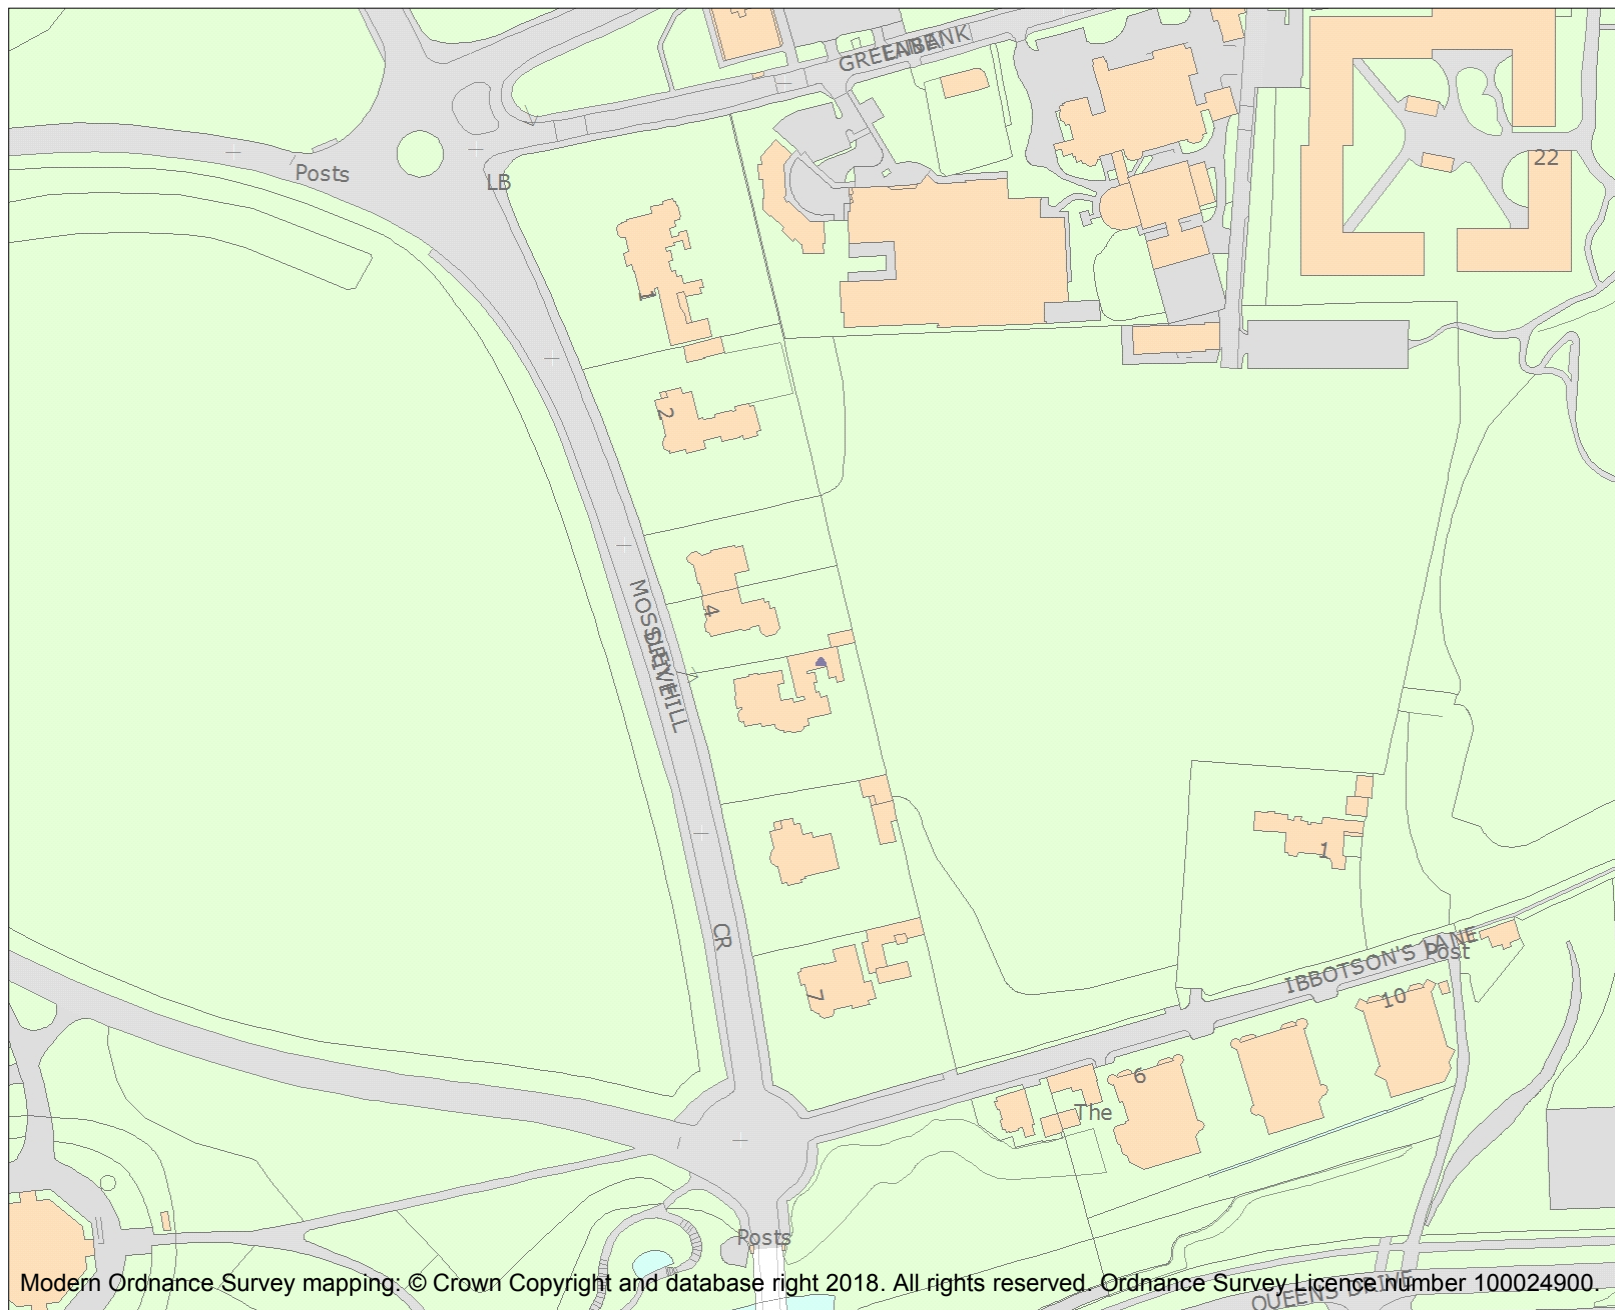 GREENBANK
LANE
Posts
LB
22
1
2
4
MOSSLEY HILL
DRIVE
1
CR
7
IBBOTSON'S LANE
Post
10
6
The
Posts
QUEENS DRIVE
Modern Ordnance Survey mapping: © Crown Copyright and database right 2018. All rights reserved. Ordnance Survey Licence number 100024900.